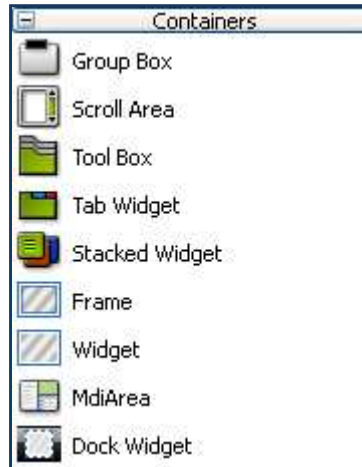 Containers
Group Box
Scroll Area
Tool Box
Tab Widget
Stacked Widget
Frame
Widget
MdiArea
Dock Widget